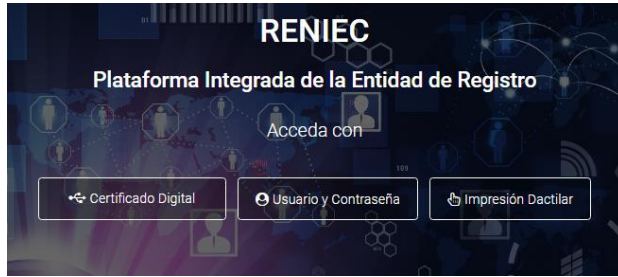 RENIEC
Plataforma Integrada de la Entidad de Registro
Acceda con
Certificado Digital
Usuario y Contraseña
Impresión Dactilar